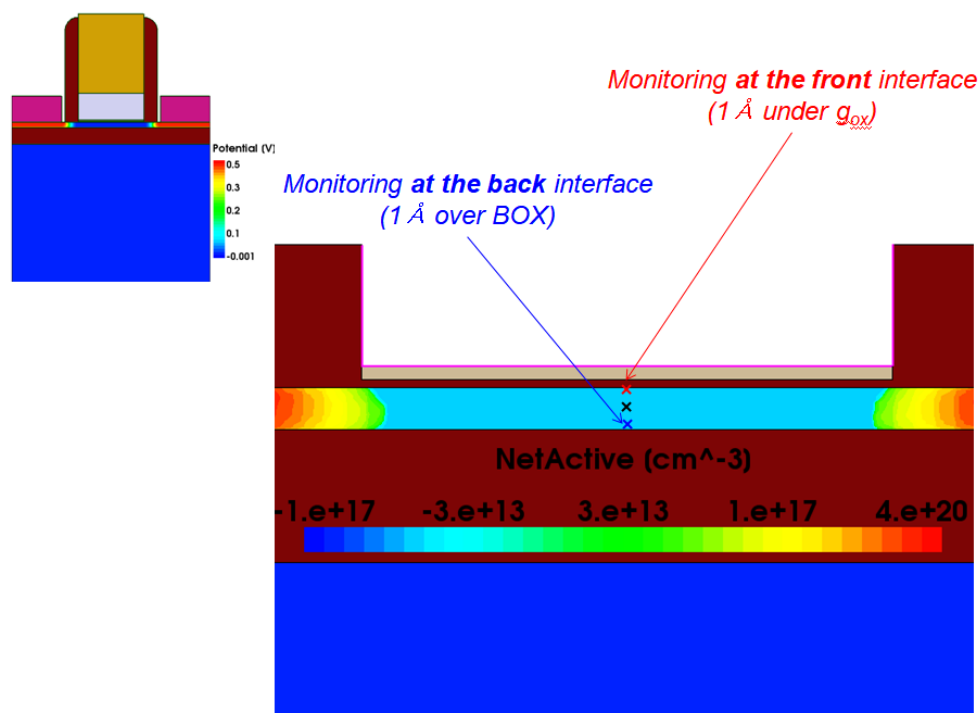 Monitoring at the front interface
(1 Å under gox)
Potential (V)
0.5
0.3
0.2
0.1
-0.001
Monitoring at the back interface
(1 Å over BOX)
NetActive (cm^-3)
-1.e+17 -3.e+13 3.e+13 1.e+17 4.e+20